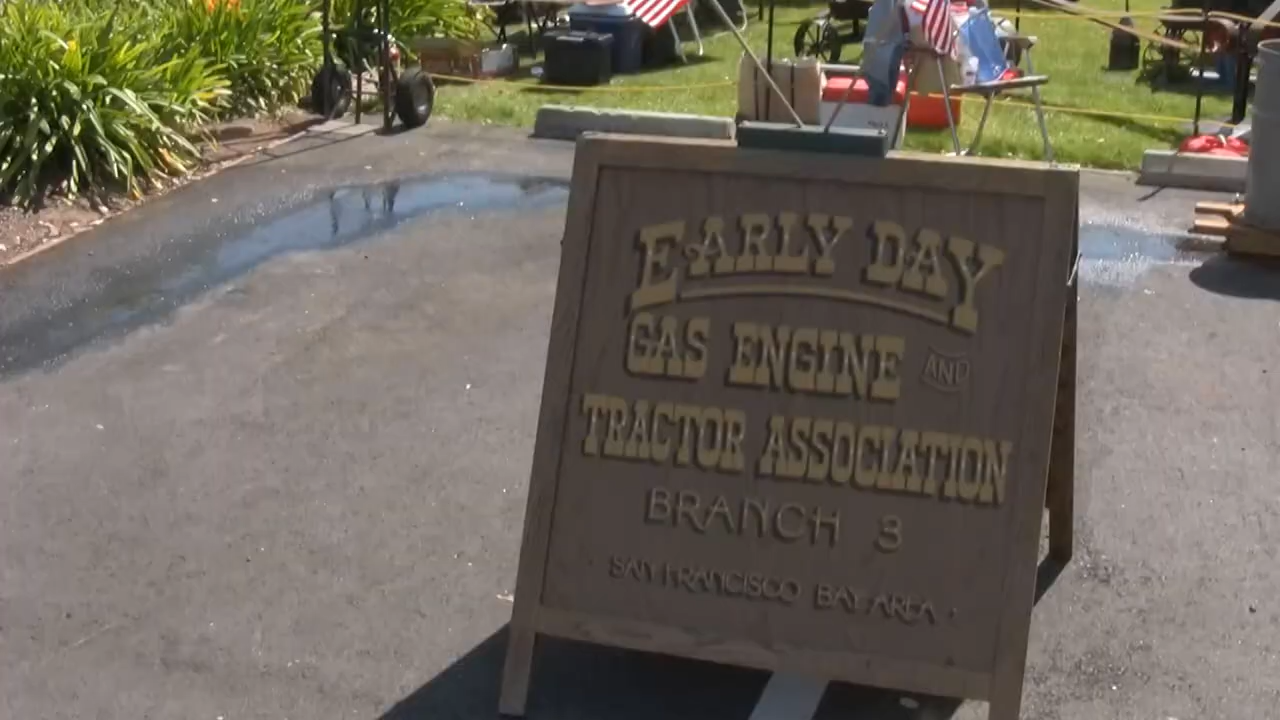 EARLY DAY
GAS ENGINE AND
TRACTOR ASSOCIATION
BRANCH 3
SAN FRANCISCO BAY AREA